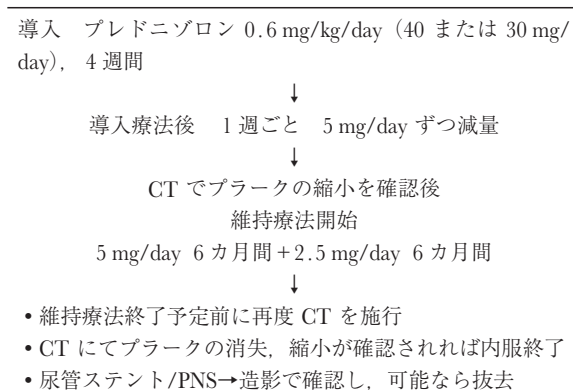 導入　プレドニゾロン 0.6 mg/kg/day（40 または 30 mg/
day），4 週間
↓
導入療法後　1 週ごと　5 mg/day ずつ減量
↓
CT でプラークの縮小を確認後
維持療法開始
5 mg/day 6 カ月間＋2.5 mg/day 6 カ月間
↓
• 維持療法終了予定前に再度 CT を施行
• CT にてプラークの消失，縮小が確認されれば内服終了
• 尿管ステント/PNS→造影で確認し，可能なら抜去